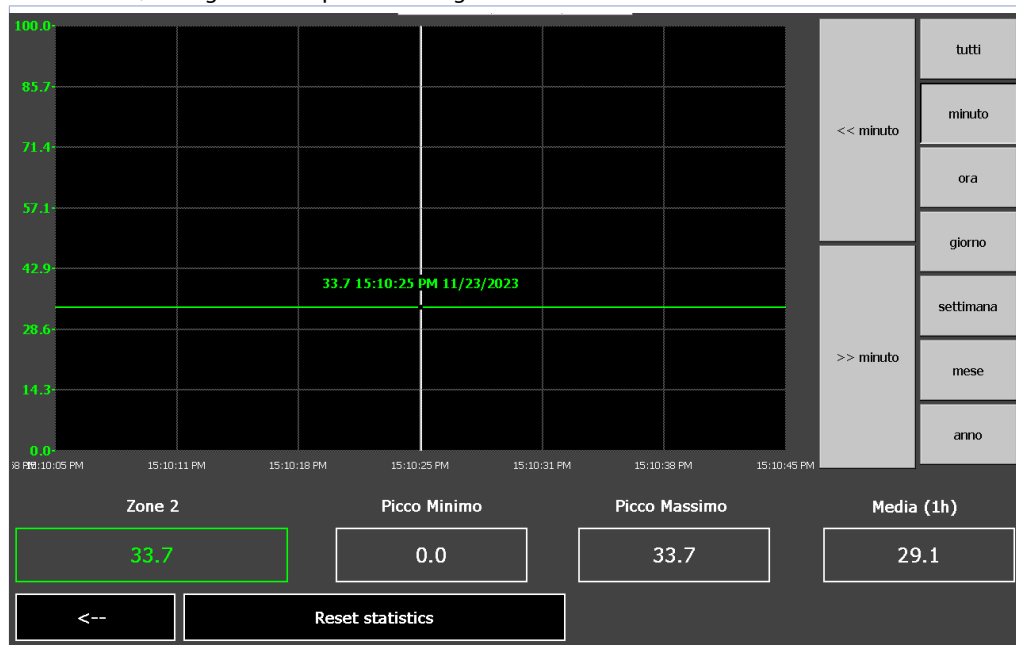 100.0
85.7
71.4
57.1
42.9
28.6
14.3
0.0
33.7 15:10:25 PM 11/23/2023
15:10:05 PM 15:10:11 PM 15:10:18 PM 15:10:25 PM 15:10:31 PM 15:10:38 PM 15:10:45 PM
<< minuto
>> minuto
tutti
minuto
ora
giorno
settimana
mese
anno
Zone 2 Picco Minimo Picco Massimo Media (1h)
33.7 0.0 33.7 29.1
<-- Reset statistics